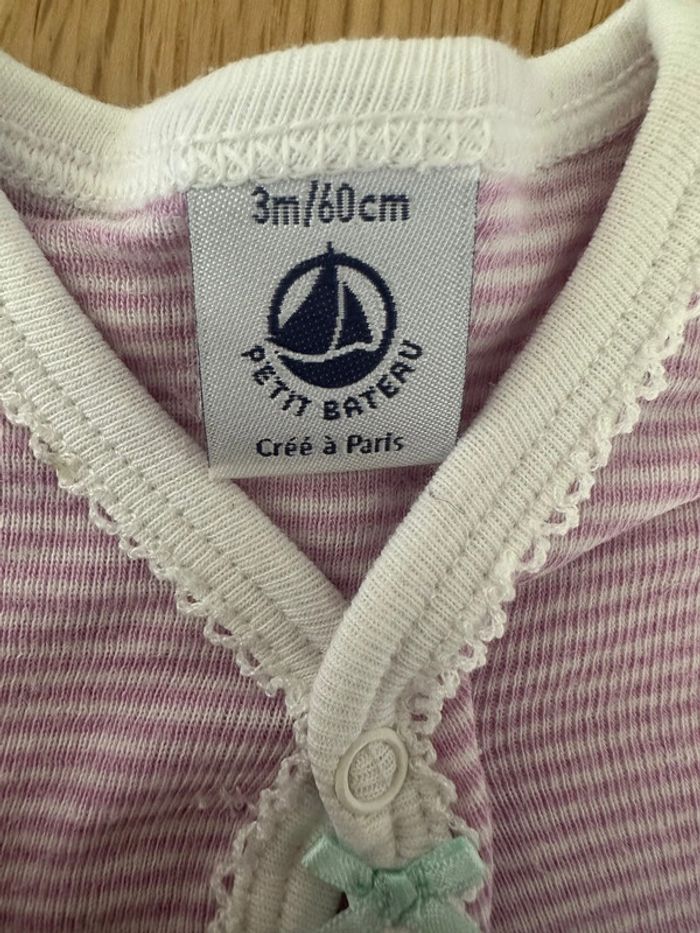 3m/60cm
PETIT BATEAU
Créé à Paris